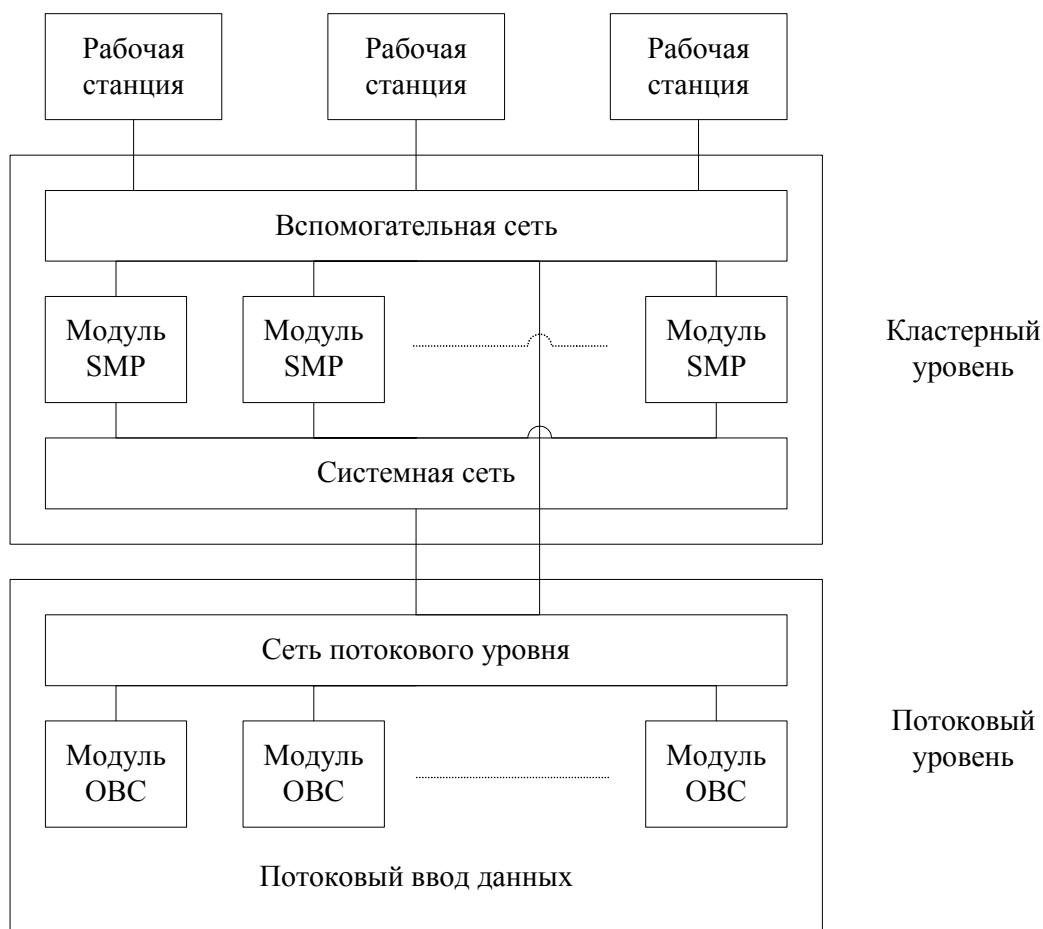 Рабочая
станция
Рабочая
станция
Рабочая
станция
Вспомогательная сеть
Модуль
SMP
Модуль
SMP
Модуль
SMP
Кластерный
уровень
Системная сеть
Сеть потокового уровня
Модуль
ОВС
Модуль
ОВС
Модуль
ОВС
Потоковый
уровень
Потоковый ввод данных